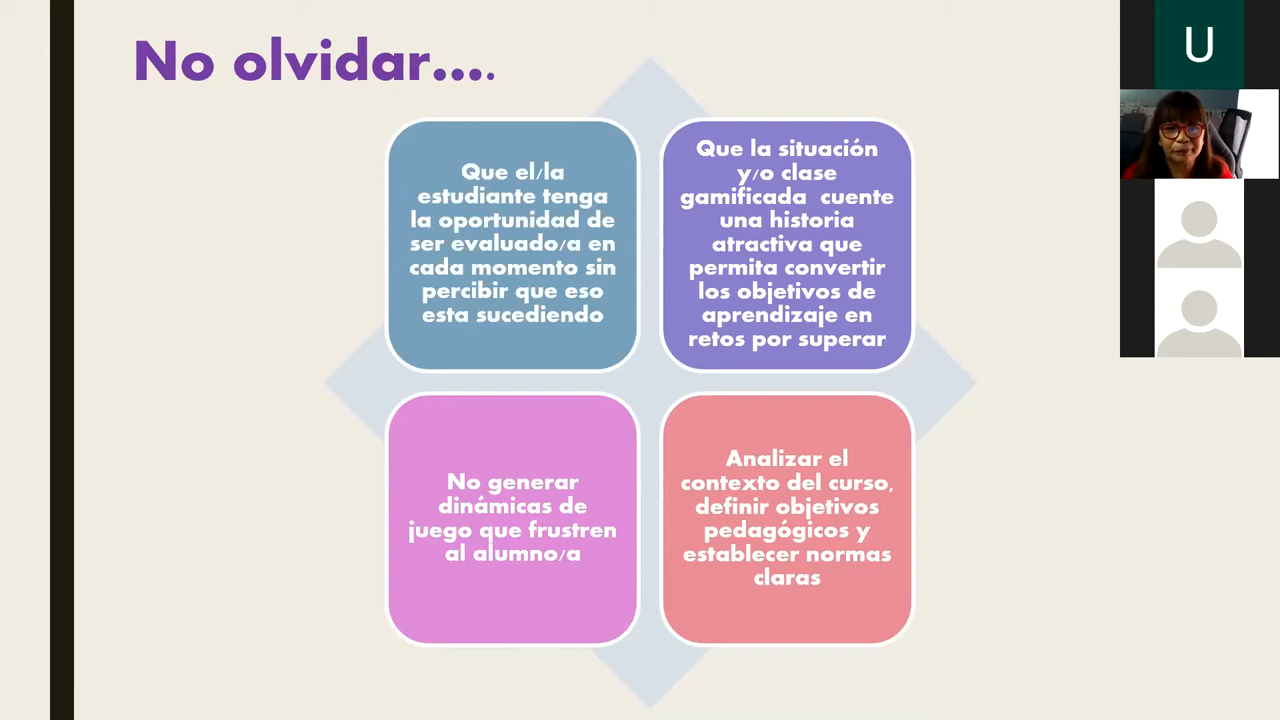 No olvidar....
U
Que el/la
estudiante tenga
la oportunidad de
ser evaluado/a en
cada momento sin
percibir que eso
esta sucediendo
Que la situación
y/o clase
gamificada cuente
una historia
atractiva que
permita convertir
los objetivos de
aprendizaje en
retos por superar
No generar
dinámicas de
juego que frustren
al alumno/a
Analizar el
contexto del curso,
definir objetivos
pedagógicos y
establecer normas
claras